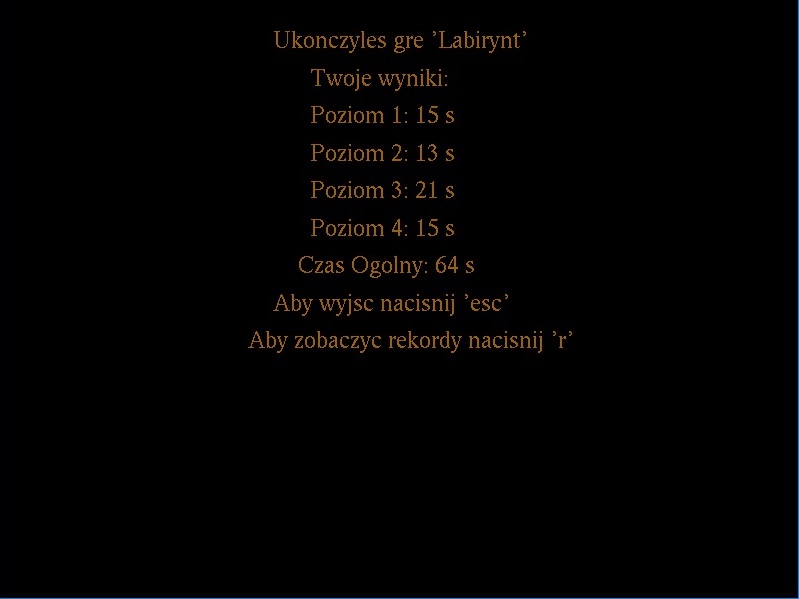 Ukonczyles gre ’Labirynt’
Twoje wyniki:
Poziom 1: 15 s
Poziom 2: 13 s
Poziom 3: 21 s
Poziom 4: 15 s
Czas Ogolny: 64 s
Aby wyjsc nacisnij ’esc’
Aby zobaczyc rekordy nacisnij ’r’